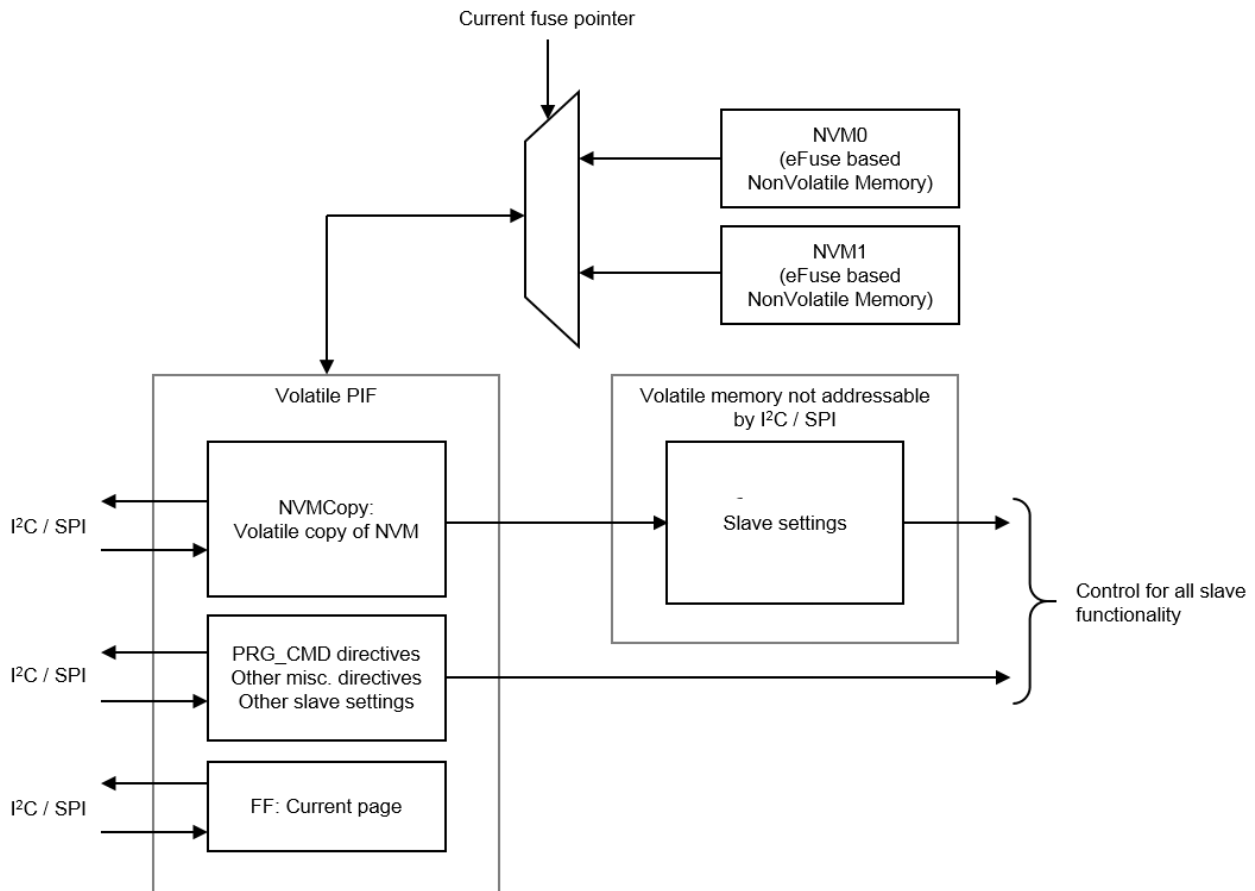 Current fuse pointer
NVM0
(eFuse based
NonVolatile Memory)
NVM1
(eFuse based
NonVolatile Memory)
Volatile PIF
Volatile memory not addressable
by I²C / SPI
I²C / SPI
NVMCopy:
Volatile copy of NVM
-
Slave settings
Control for all slave
functionality
I²C / SPI
PRG_CMD directives
Other misc. directives
Other slave settings
I²C / SPI
FF: Current page